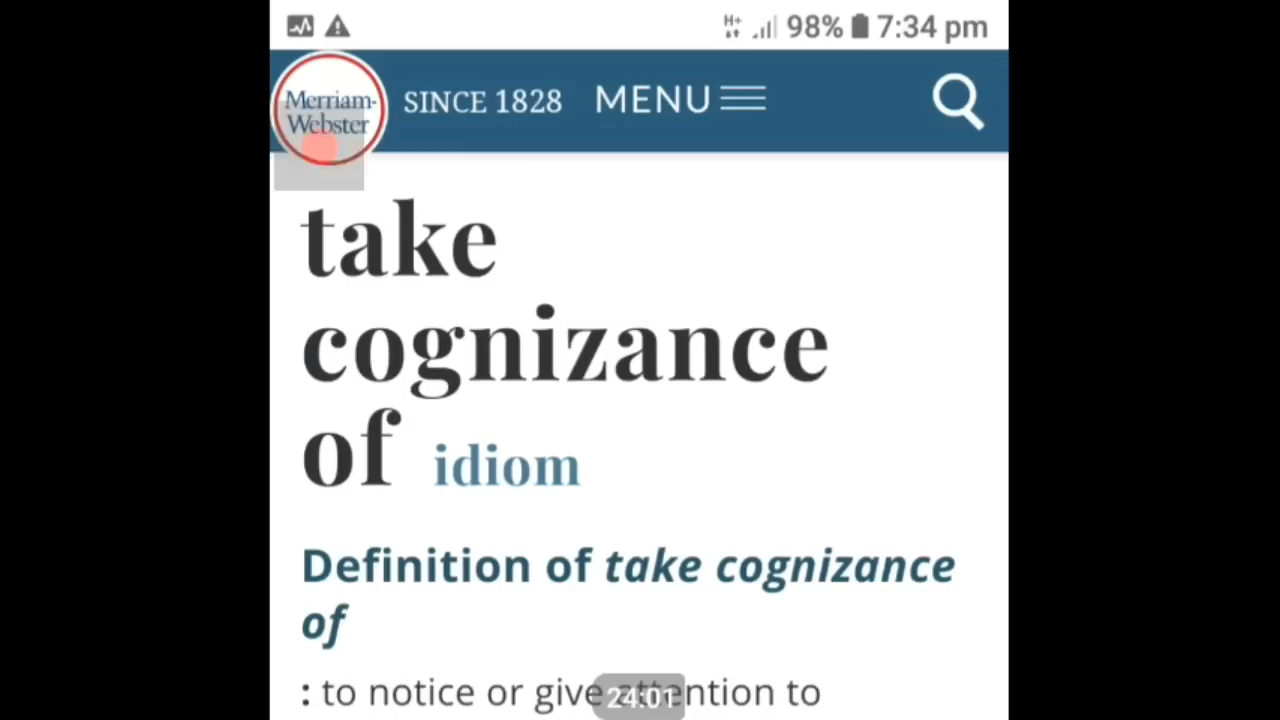 98% 7:34 pm
Merriam-
Webster
SINCE 1828 MENU
take
cognizance
of idiom
Definition of take cognizance
of
: to notice or give attention to
24:01